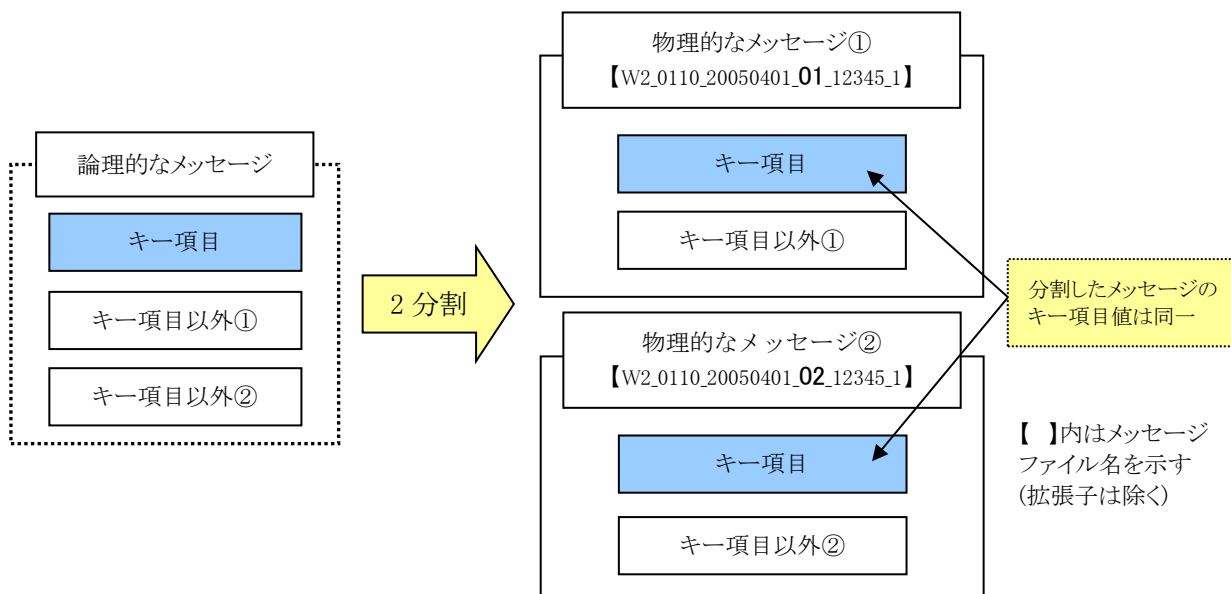 論理的なメッセージ
キー項目
キー項目以外①
キー項目以外②
2 分割
物理的なメッセージ①
【W2_0110_20050401_01_12345_1】
キー項目
キー項目以外①
物理的なメッセージ②
【W2_0110_20050401_02_12345_1】
キー項目
キー項目以外②
分割したメッセージの
キー項目値は同一
【 】内はメッセージ
ファイル名を示す
(拡張子は除く)